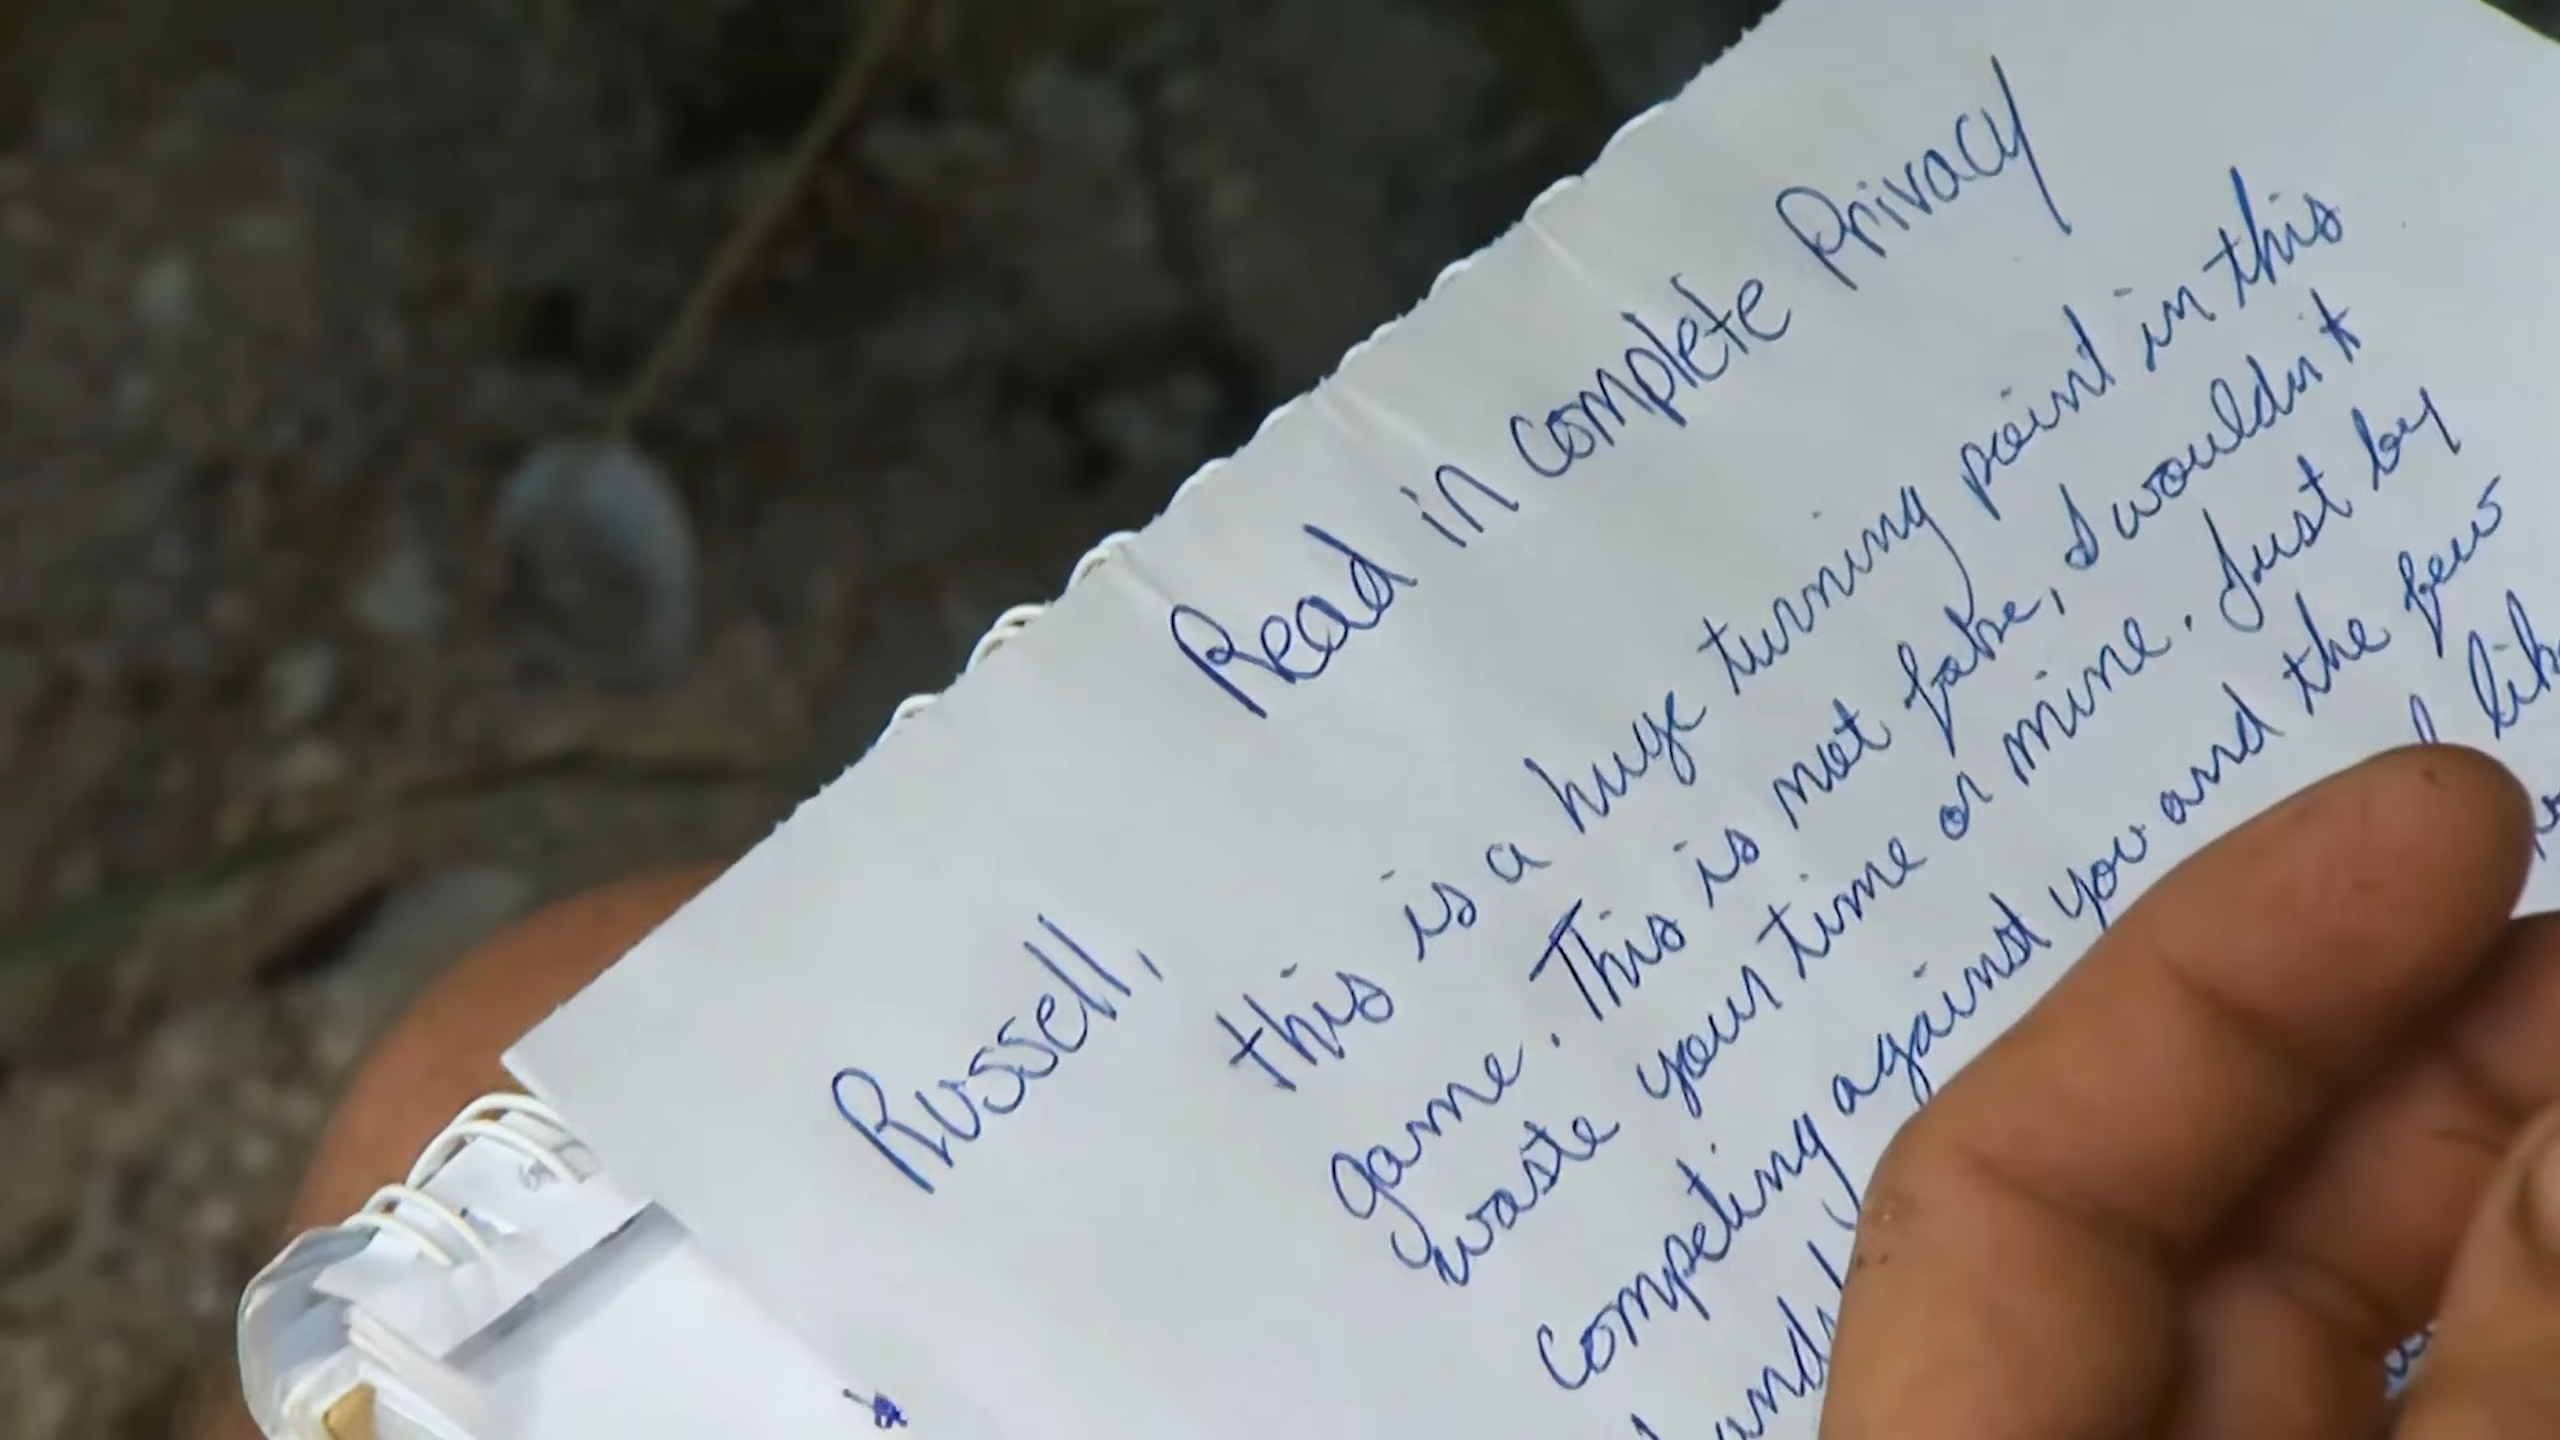 Read in complete Privacy
Russell,
this is a huge turning point in this
game. This is not fake, I wouldn't
waste your time or mine. Just by
competing against you and the few